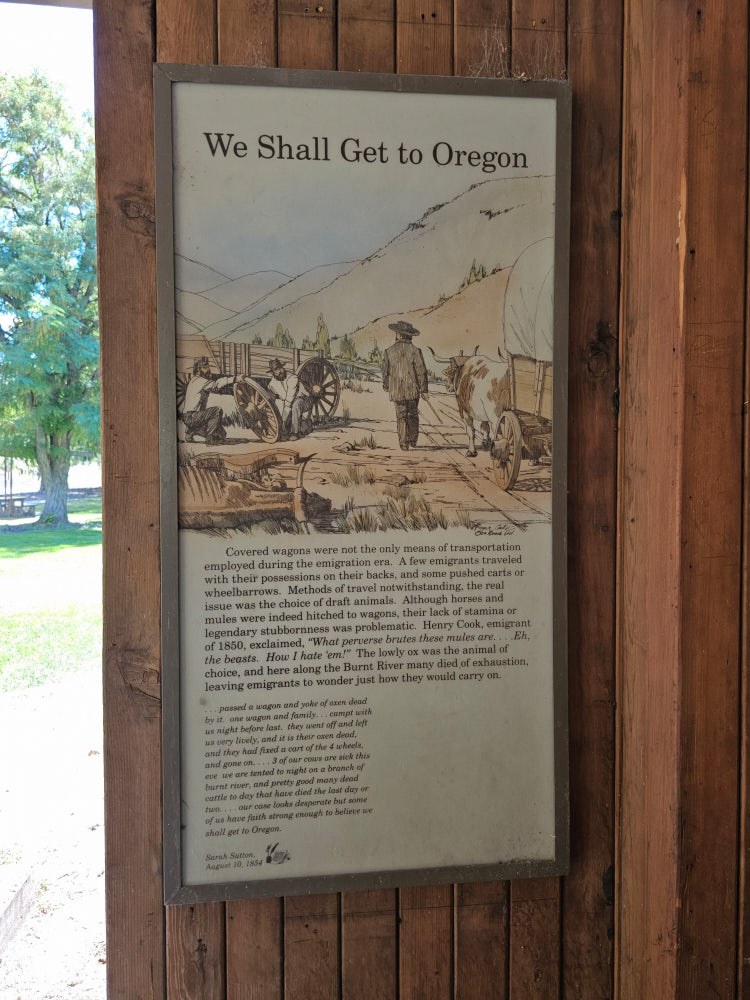 We Shall Get to Oregon
Covered wagons were not the only means of transportation
employed during the emigration era. A few emigrants traveled
with their possessions on their backs, and some pushed carts or
wheelbarrows. Methods of travel notwithstanding, the real
issue was the choice of draft animals. Although horses and
mules were indeed hitched to wagons, their lack of stamina or
legendary stubbornness was problematic. Henry Cook, emigrant
of 1850, exclaimed, "What perverse brutes these mules are. . . .Eh,
the beasts. How I hate 'em!" The lowly ox was the animal of
choice, and here along the Burnt River many died of exhaustion,
leaving emigrants to wonder just how they would carry on.
. . . passed a wagon and yoke of oxen dead
by it. one wagon and family. . . campt with
us night before last. they went off and left
us very lively, and it is their oxen dead,
and they had fixed a cart of the 4 wheels,
and gone on. . . . 3 of our cows are sick this
eve we are tented to night on a branch of
burnt river, and pretty good many dead
cattle to day that have died the last day or
two. . . . our case looks desperate but some
of us have faith strong enough to believe we
shall get to Oregon.
Sarah Sutton,
August 10, 1854